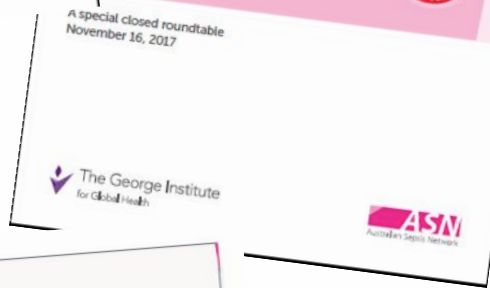 A special closed roundtable
November 16, 2017
The George Institute
for Global Health
ASN
Australian Sepsis Network